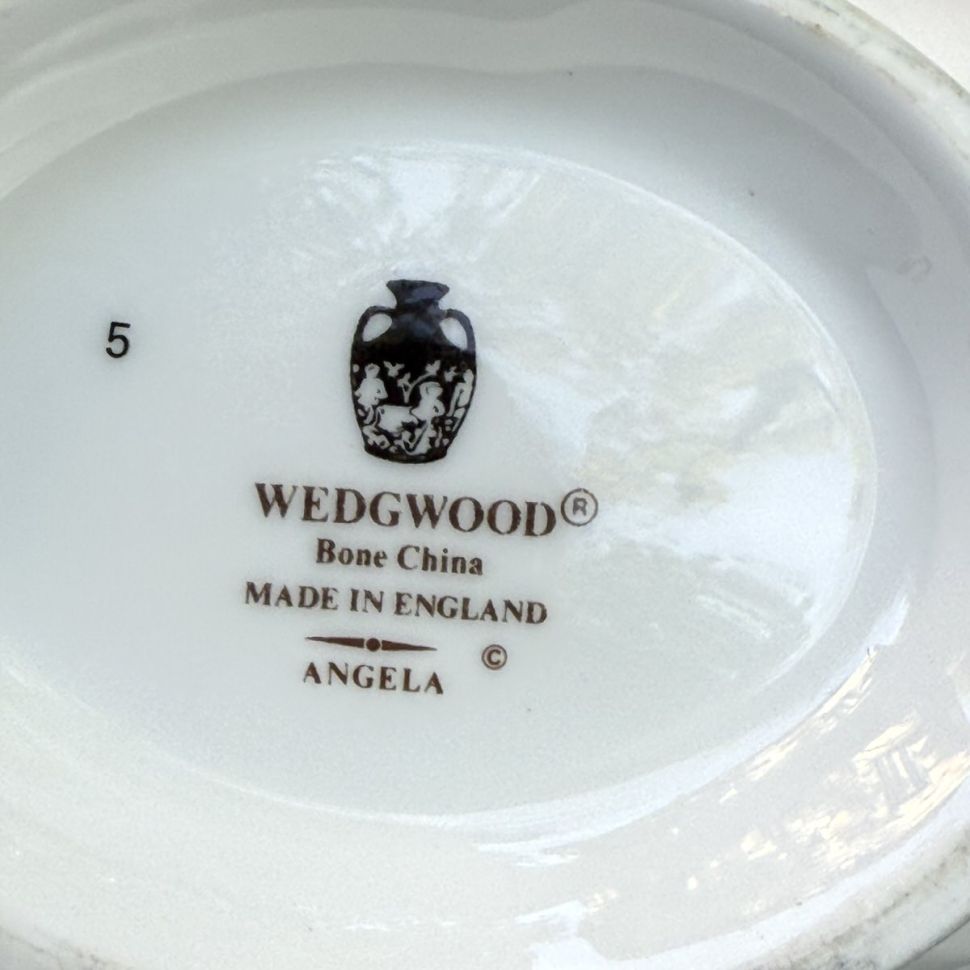 5
WEDGWOOD®
Bone China
MADE IN ENGLAND
©
ANGELA